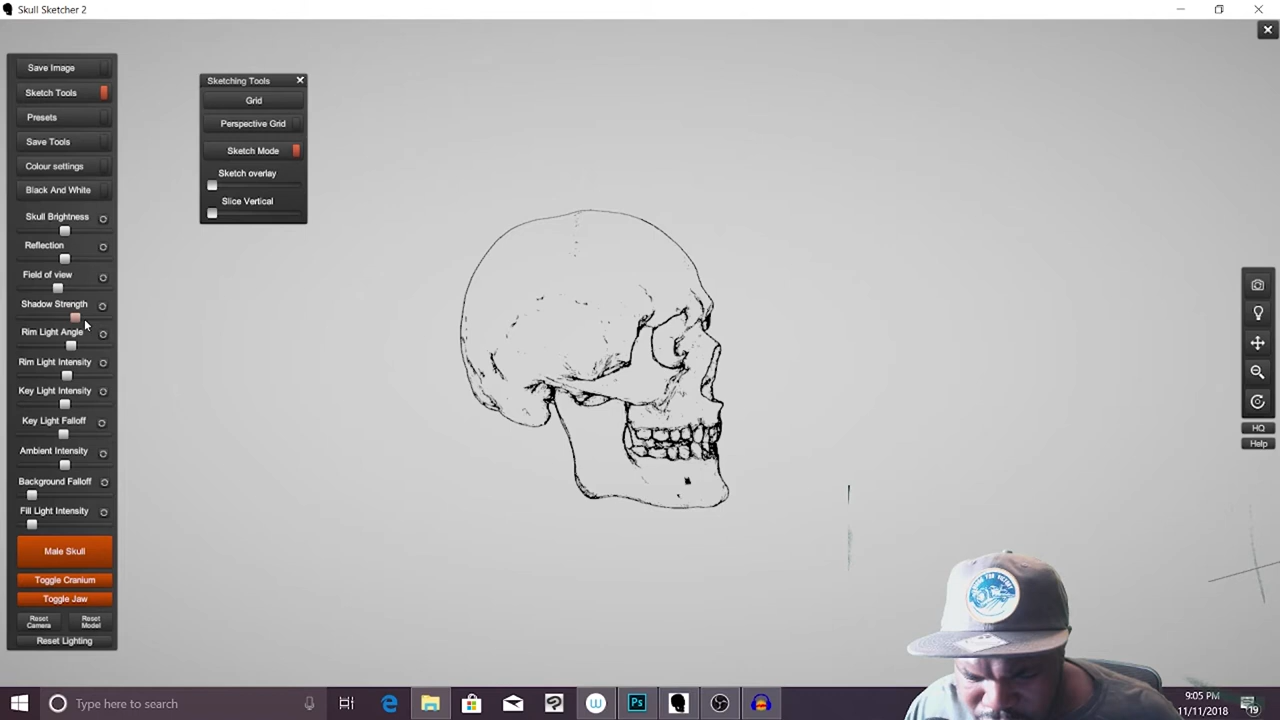 Skull Sketcher 2
Save Image
Sketch Tools
Presets
Save Tools
Colour settings
Black And White
Skull Brightness
Reflection
Field of view
Shadow Strength
Rim Light Angle
Rim Light Intensity
Key Light Intensity
Key Light Falloff
Ambient Intensity
Background Falloff
Fill Light Intensity
Male Skull
Toggle Cranium
Toggle Jaw
Reset Camera
Reset Model
Reset Lighting
Sketching Tools
Grid
Perspective Grid
Sketch Mode
Sketch overlay
Slice Vertical
HQ
Help
Type here to search
Ps
9:05 PM
11/11/2018
19